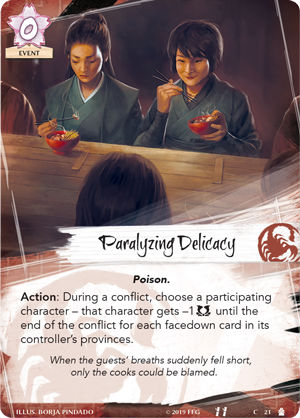 0
EVENT
Paralyzing Delicacy
Poison.
Action: During a conflict, choose a participating
character – that character gets –1 until the
end of the conflict for each facedown card in its
controller's provinces.
When the guests' breaths suddenly fell short,
only the cooks could be blamed.
ILLUS. BORJA PINDADO
© 2019 FFG
11
C 21